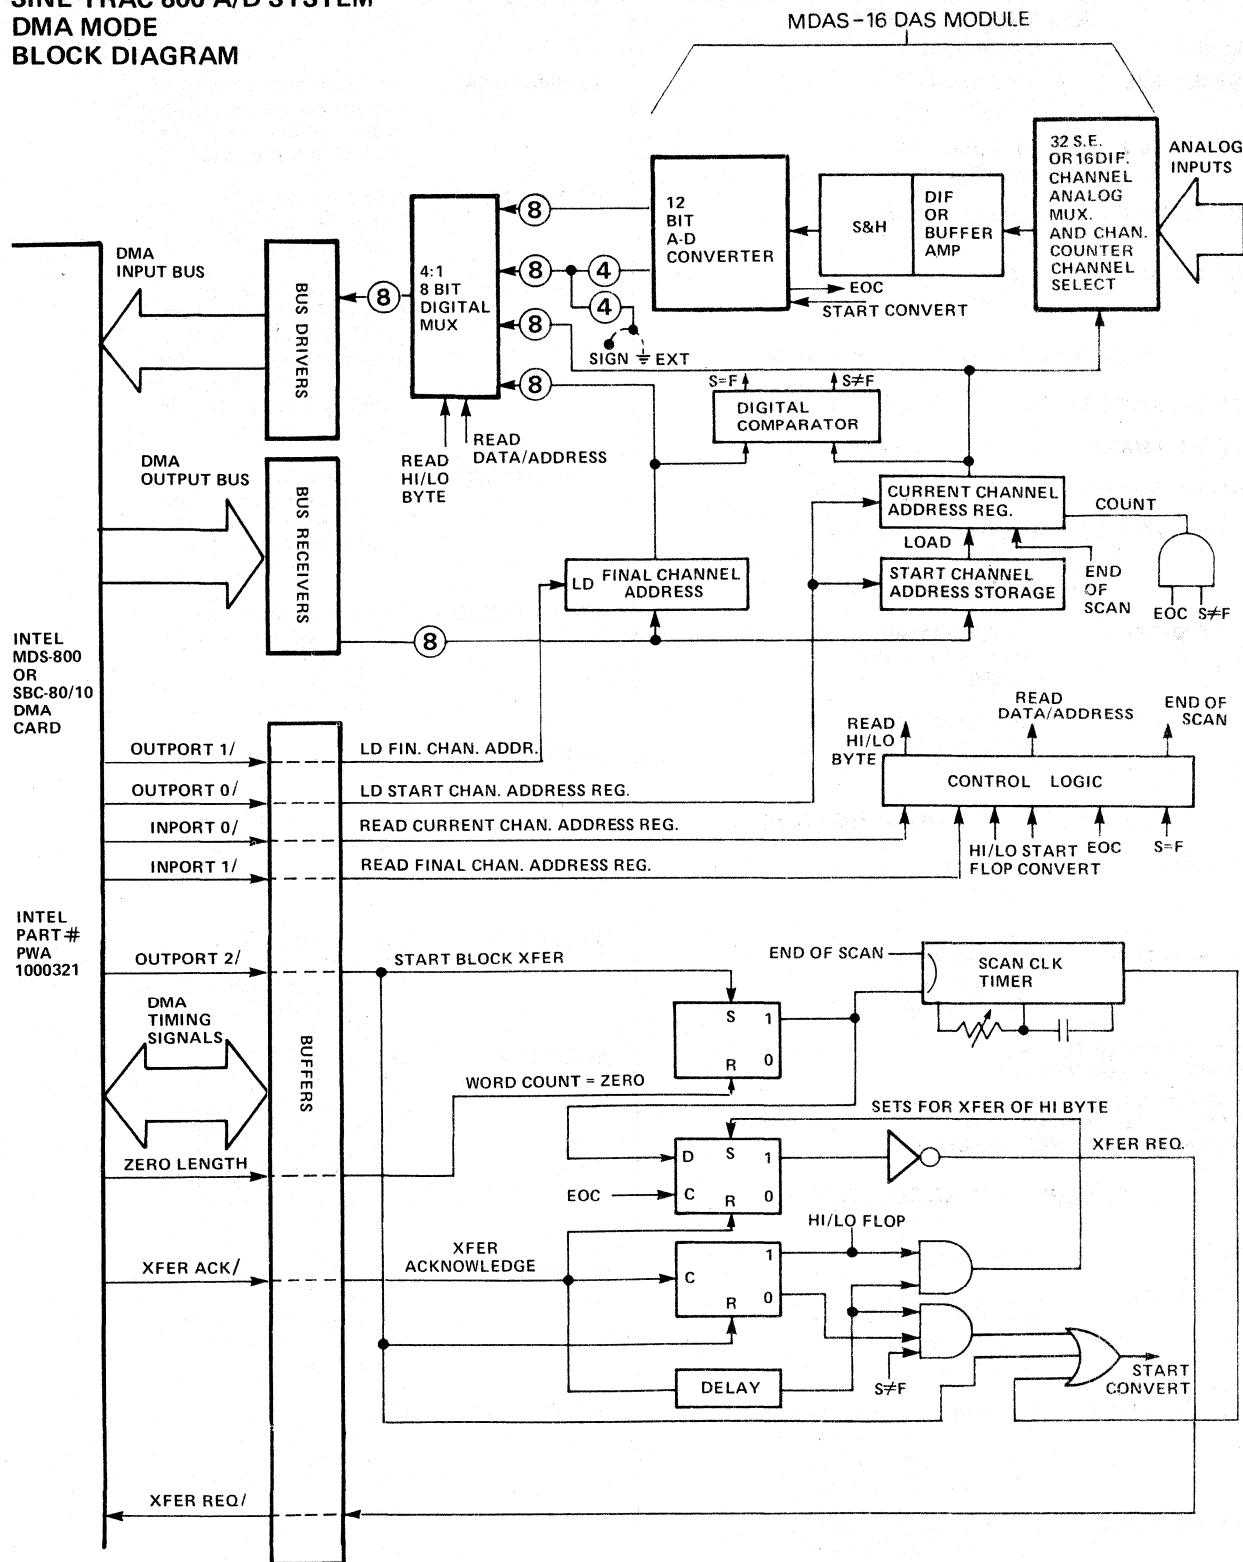 SINE-TRAC 800 A/D SYSTEM
DMA MODE
BLOCK DIAGRAM
MDAS-16 DAS MODULE
32 S.E.
OR 16 DIF.
CHANNEL
ANALOG
MUX.
AND CHAN.
COUNTER
CHANNEL
SELECT
ANALOG
INPUTS
12
BIT
A-D
CONVERTER
S&H
DIF
OR
BUFFER
AMP
EOC
START CONVERT
8
8
4
4
8
8
8
SIGN EXT
4:1
8 BIT
DIGITAL
MUX
DMA
INPUT BUS
BUS DRIVERS
READ
HI/LO
BYTE
READ
DATA/ADDRESS
S=F
S≠F
DIGITAL
COMPARATOR
DMA
OUTPUT BUS
BUS RECEIVERS
CURRENT CHANNEL
ADDRESS REG.
COUNT
LOAD
START CHANNEL
ADDRESS STORAGE
END
OF
SCAN
EOC S≠F
LD FINAL CHANNEL
ADDRESS
8
INTEL
MDS-800
OR
SBC-80/10
DMA
CARD
READ
HI/LO
BYTE
READ
DATA/ADDRESS
END OF
SCAN
CONTROL LOGIC
HI/LO
FLOP
START
CONVERT
EOC
S=F
OUTPORT 1/
LD FIN. CHAN. ADDR.
OUTPORT 0/
LD START CHAN. ADDRESS REG.
INPORT 0/
READ CURRENT CHAN. ADDRESS REG.
INPORT 1/
READ FINAL CHAN. ADDRESS REG.
INTEL
PART #
PWA
1000321
OUTPORT 2/
START BLOCK XFER
END OF SCAN
SCAN CLK
TIMER
DMA
TIMING
SIGNALS
BUFFERS
S 1
R 0
WORD COUNT = ZERO
SETS FOR XFER OF HI BYTE
ZERO LENGTH
D S 1
C R 0
EOC
XFER REQ.
HI/LO FLOP
XFER ACK/
XFER
ACKNOWLEDGE
1
C
R 0
DELAY
S≠F
START
CONVERT
XFER REQ/